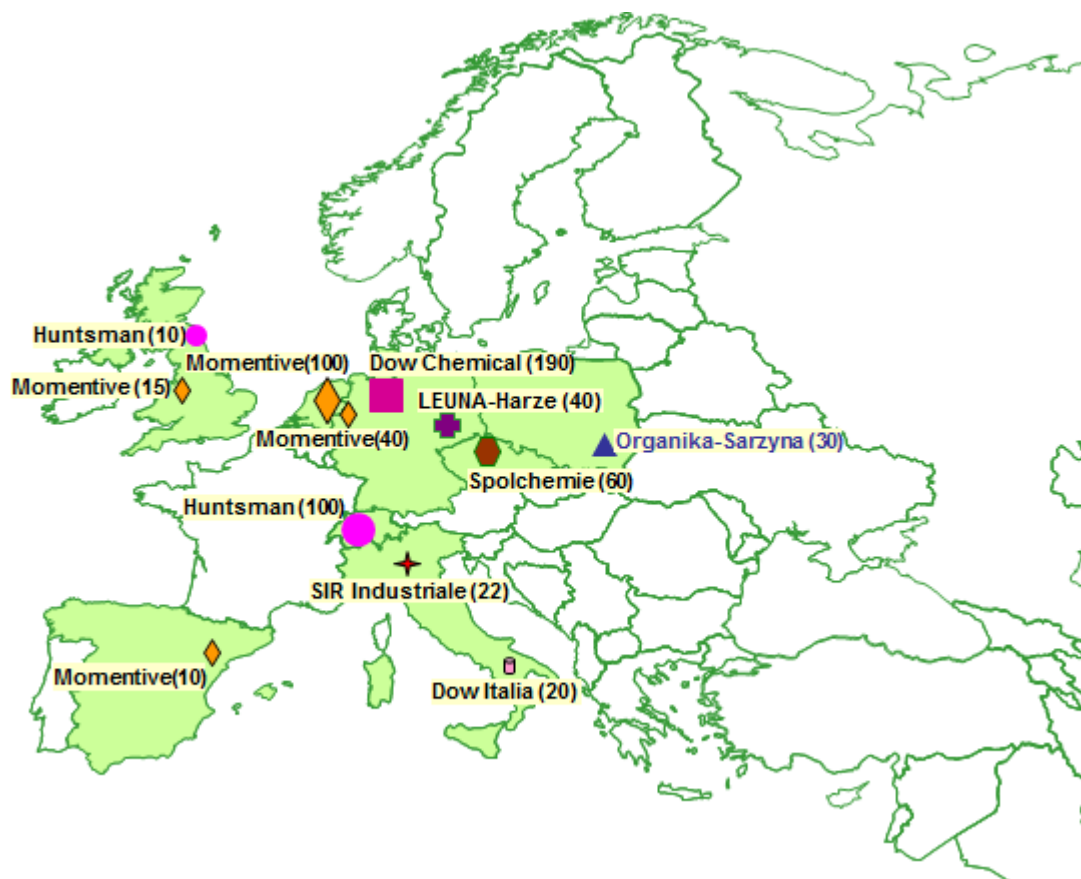 Huntsman (10)
Momentive(100)
Dow Chemical (190)
Momentive (15)
LEUNA-Harze (40)
Momentive(40)
Organika-Sarzyna (30)
Spolchemie (60)
Huntsman (100)
SIR Industriale (22)
Momentive(10)
Dow Italia (20)